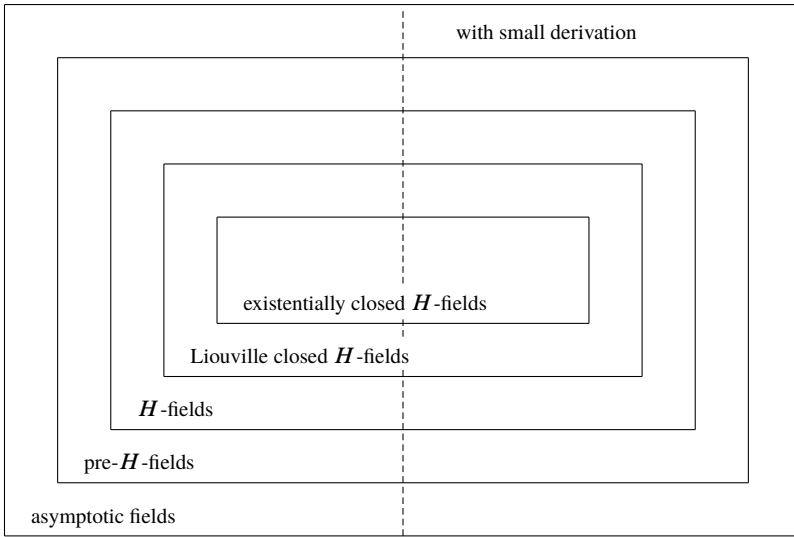 with small derivation
existentially closed H-fields
Liouville closed H-fields
H-fields
pre-H-fields
asymptotic fields